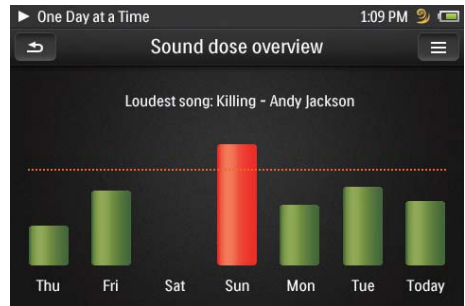 One Day at a Time 1:09 PM
Sound dose overview
Loudest song: Killing - Andy Jackson
Thu Fri Sat Sun Mon Tue Today